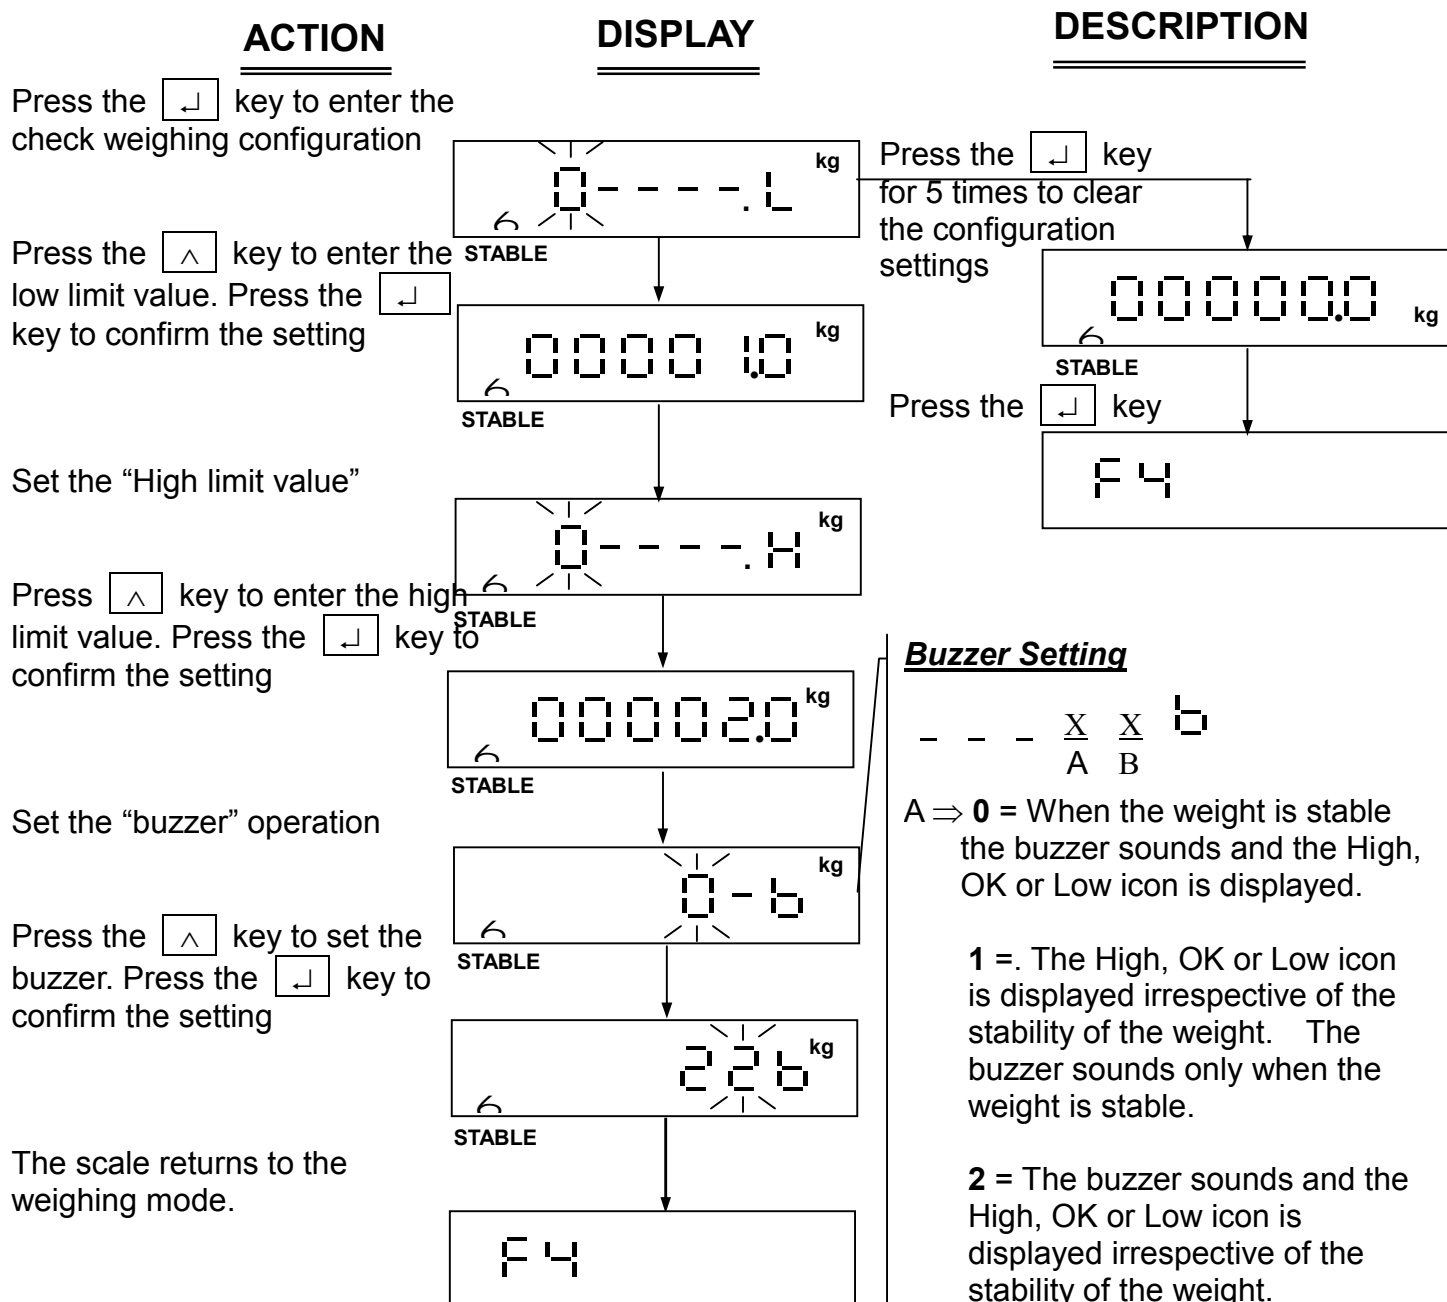 ACTION
DISPLAY
DESCRIPTION
Press the ↵ key to enter the
check weighing configuration
0----.L kg
STABLE
Press the ↵ key
for 5 times to clear
the configuration
settings
00000.0 kg
STABLE
Press the ↵ key
F4
Press the ∧ key to enter the
low limit value. Press the ↵
key to confirm the setting
00001.0 kg
STABLE
Set the “High limit value”
0----.H kg
STABLE
Press ∧ key to enter the high
limit value. Press the ↵ key to
confirm the setting
00002.0 kg
STABLE
Set the “buzzer” operation
0-b kg
STABLE
Press the ∧ key to set the
buzzer. Press the ↵ key to
confirm the setting
22b kg
STABLE
The scale returns to the
weighing mode.
F4
Buzzer Setting
– – – X X b
A B
A ⇒ 0 = When the weight is stable
the buzzer sounds and the High,
OK or Low icon is displayed.
1 =. The High, OK or Low icon
is displayed irrespective of the
stability of the weight. The
buzzer sounds only when the
weight is stable.
2 = The buzzer sounds and the
High, OK or Low icon is
displayed irrespective of the
stability of the weight.